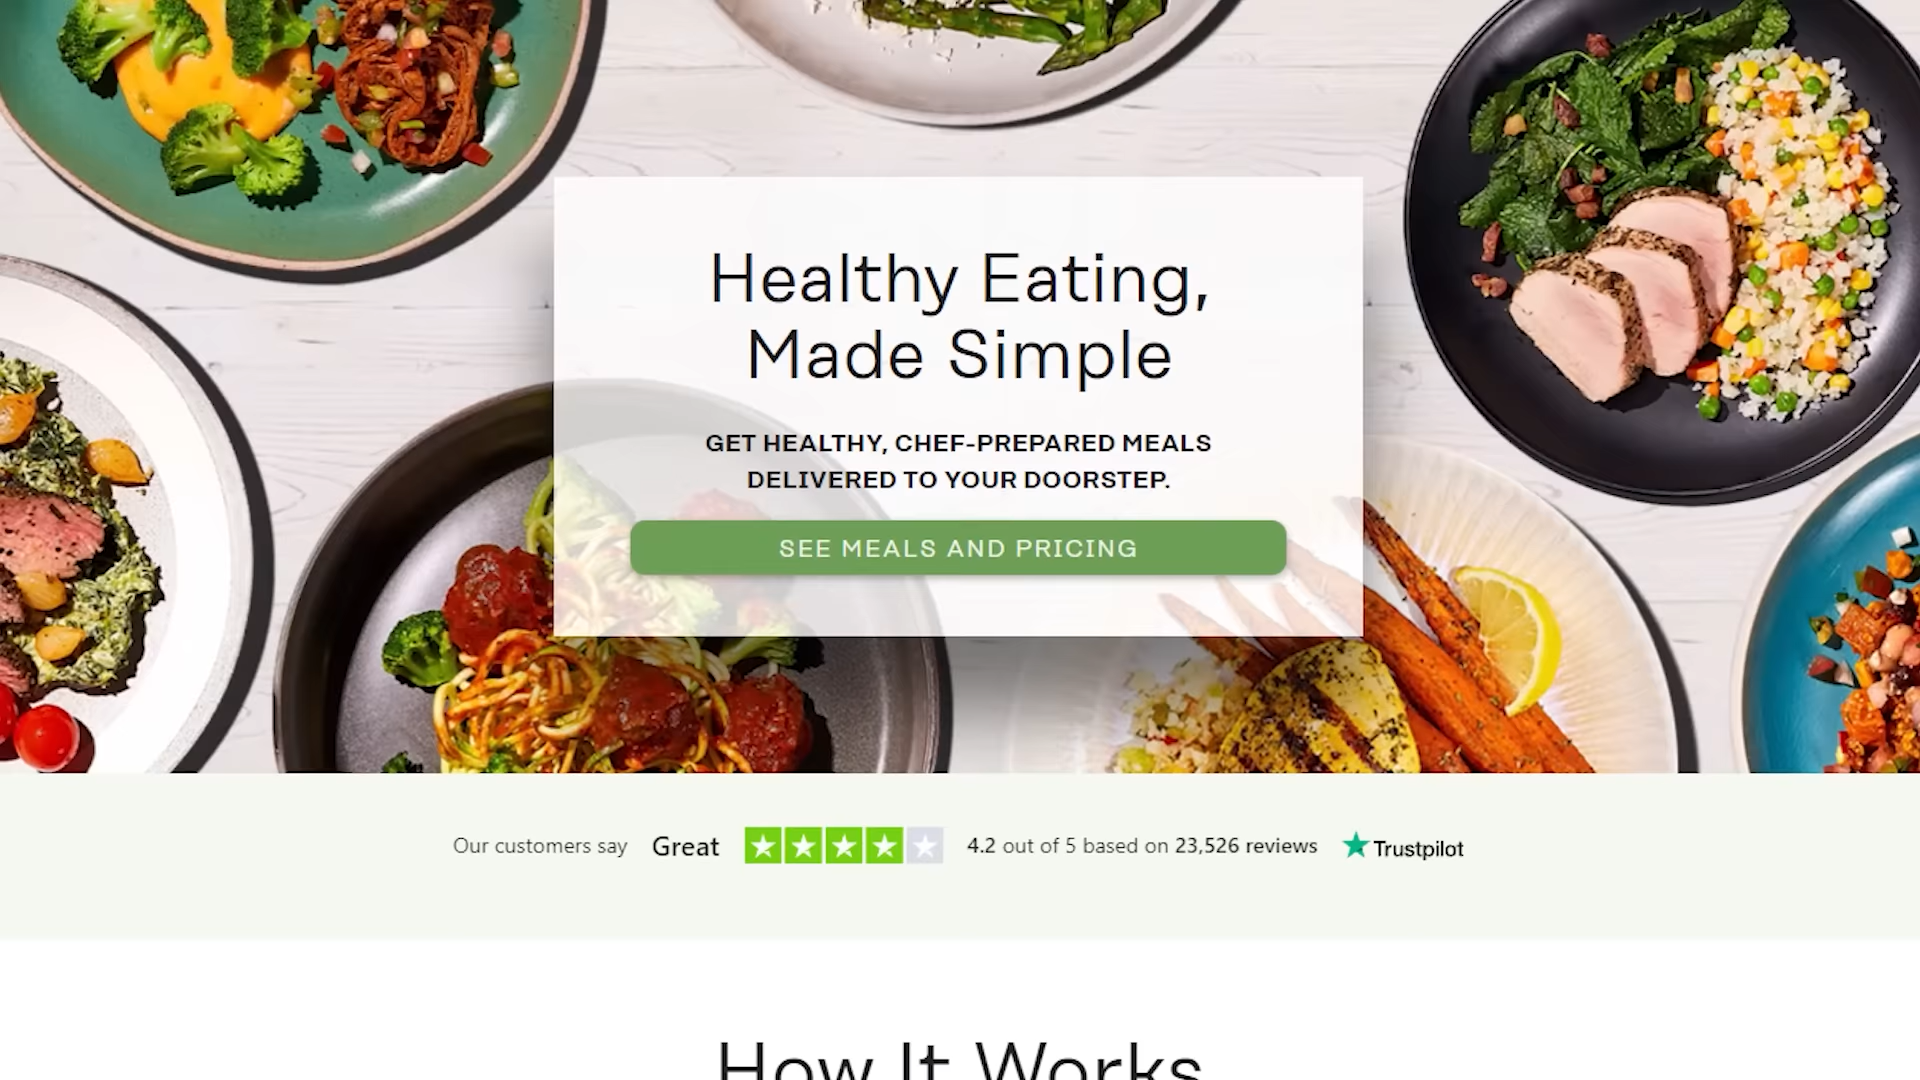 Healthy Eating,
Made Simple
GET HEALTHY, CHEF-PREPARED MEALS
DELIVERED TO YOUR DOORSTEP.
SEE MEALS AND PRICING
Our customers say Great 4.2 out of 5 based on 23,526 reviews Trustpilot
How It Works